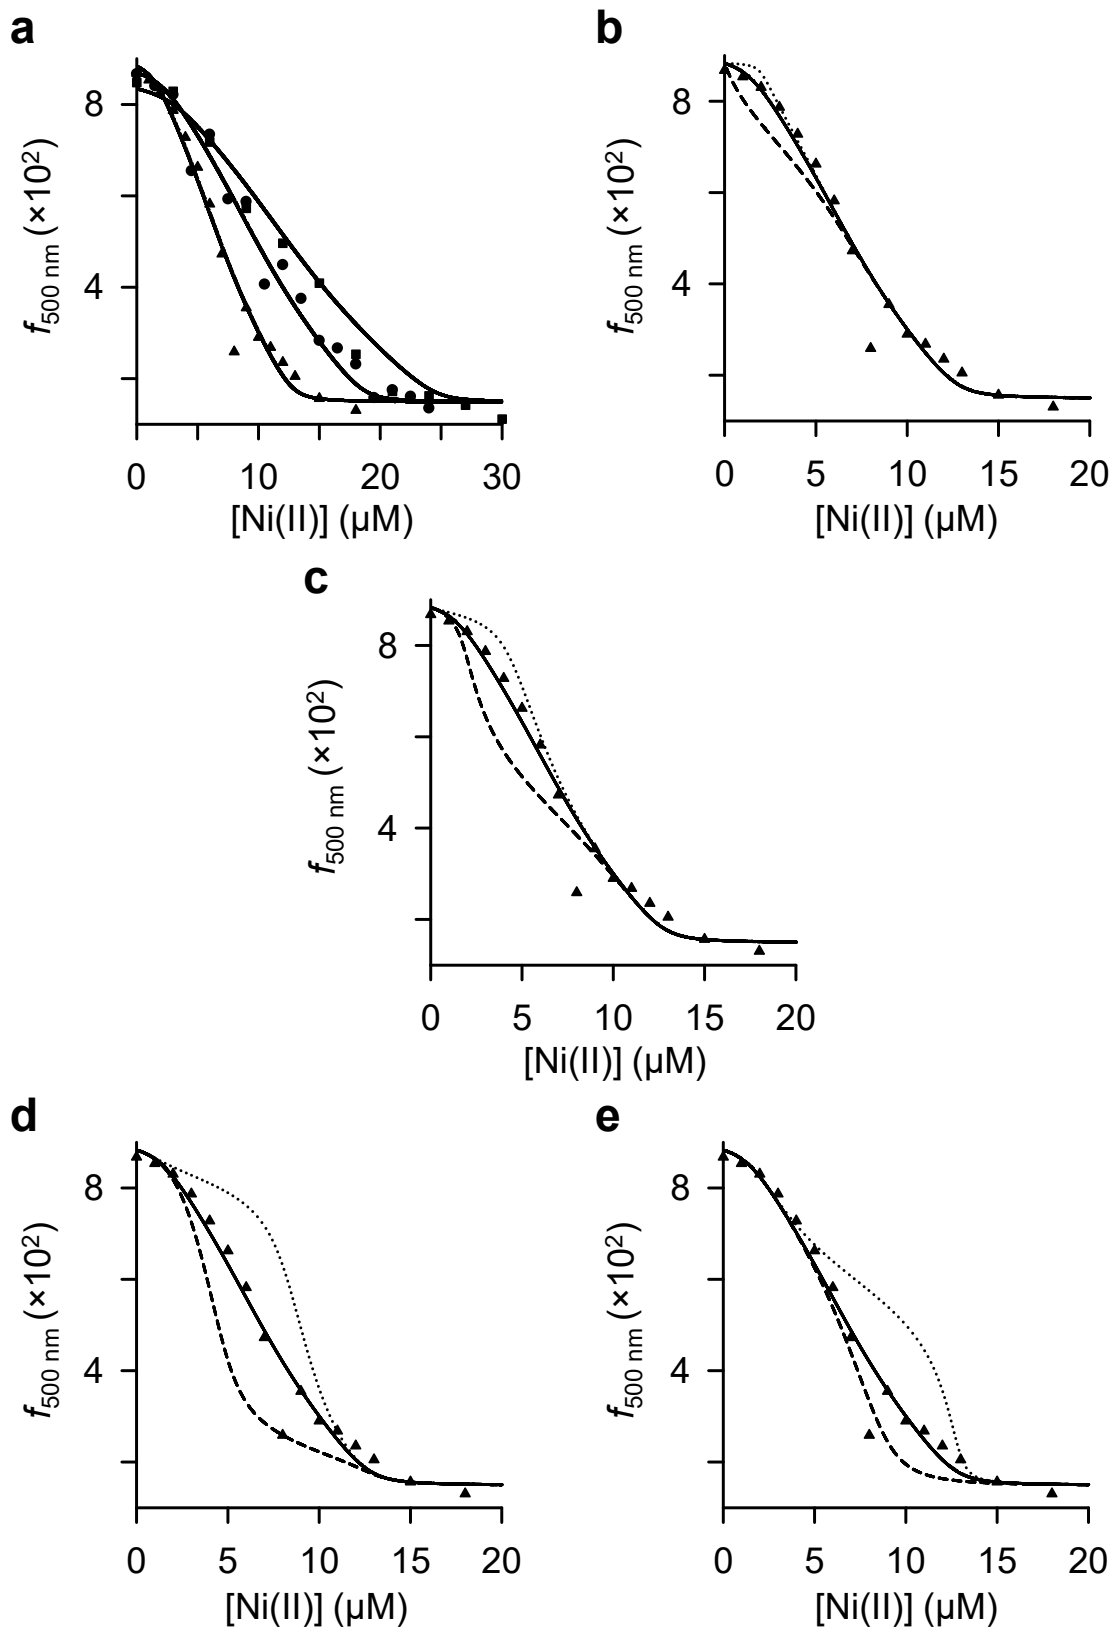 a
8
4
f500 nm (×10²)
0 10 20 30
[Ni(II)] (µM)
b
8
4
f500 nm (×10²)
0 5 10 15 20
[Ni(II)] (µM)
c
8
4
f500 nm (×10²)
0 5 10 15 20
[Ni(II)] (µM)
d
8
4
f500 nm (×10²)
0 5 10 15 20
[Ni(II)] (µM)
e
8
4
f500 nm (×10²)
0 5 10 15 20
[Ni(II)] (µM)